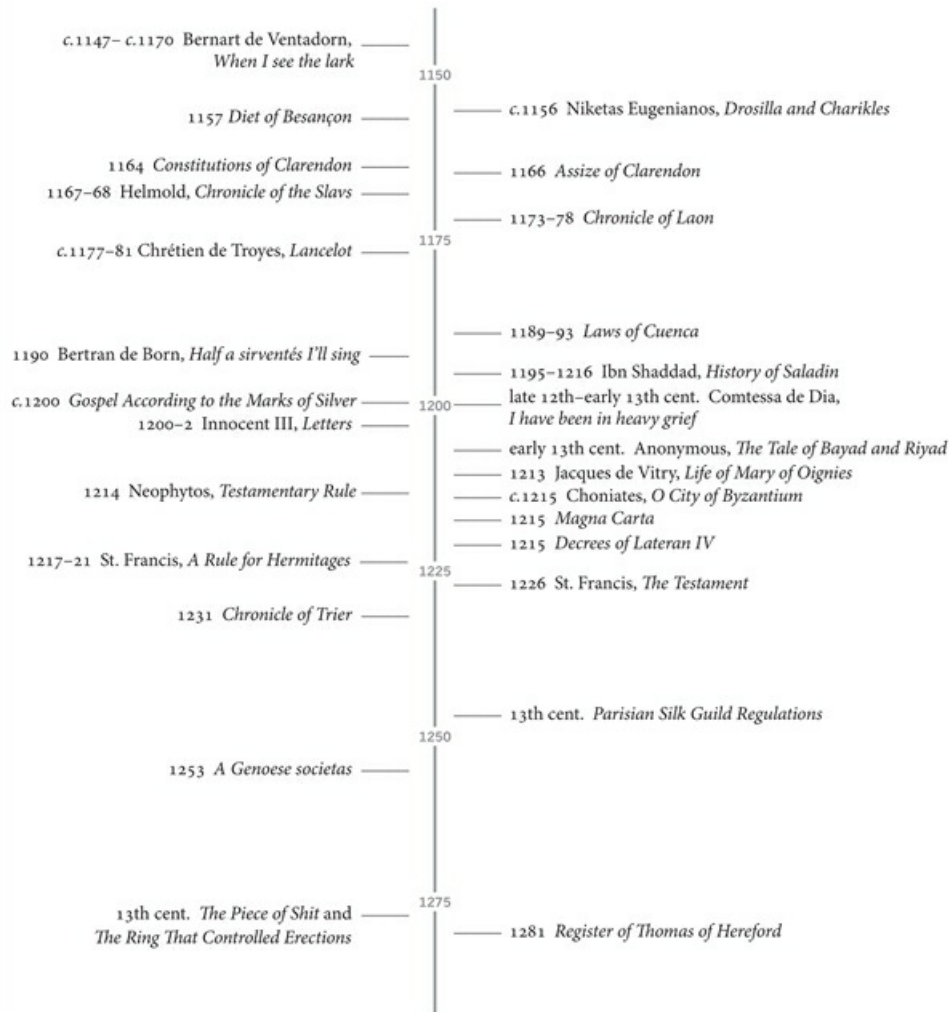 c.1147– c.1170 Bernart de Ventadorn,
When I see the lark
1150
c.1156 Niketas Eugenianos, Drosilla and Charikles
1157 Diet of Besançon
1164 Constitutions of Clarendon
1166 Assize of Clarendon
1167–68 Helmold, Chronicle of the Slavs
1173–78 Chronicle of Laon
1175
c.1177–81 Chrétien de Troyes, Lancelot
1189–93 Laws of Cuenca
1190 Bertran de Born, Half a sirventés I'll sing
1195–1216 Ibn Shaddad, History of Saladin
c.1200 Gospel According to the Marks of Silver
1200
late 12th–early 13th cent. Comtessa de Dia,
I have been in heavy grief
1200–2 Innocent III, Letters
early 13th cent. Anonymous, The Tale of Bayad and Riyad
1213 Jacques de Vitry, Life of Mary of Oignies
1214 Neophytos, Testamentary Rule
c.1215 Choniates, O City of Byzantium
1215 Magna Carta
1215 Decrees of Lateran IV
1217–21 St. Francis, A Rule for Hermitages
1225
1226 St. Francis, The Testament
1231 Chronicle of Trier
13th cent. Parisian Silk Guild Regulations
1250
1253 A Genoese societas
1275
13th cent. The Piece of Shit and
The Ring That Controlled Erections
1281 Register of Thomas of Hereford